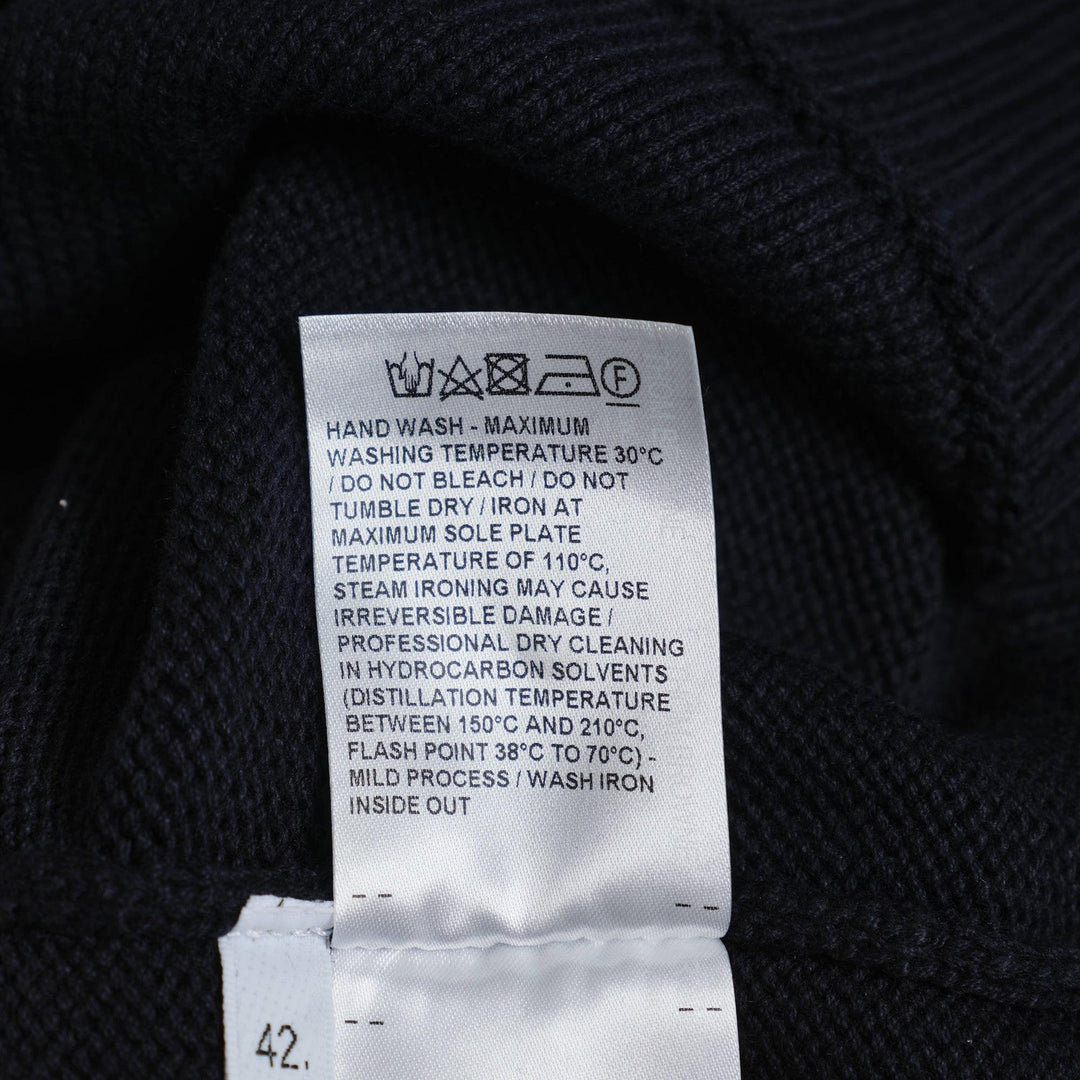 F
HAND WASH - MAXIMUM
WASHING TEMPERATURE 30°C
/ DO NOT BLEACH / DO NOT
TUMBLE DRY / IRON AT
MAXIMUM SOLE PLATE
TEMPERATURE OF 110°C,
STEAM IRONING MAY CAUSE
IRREVERSIBLE DAMAGE /
PROFESSIONAL DRY CLEANING
IN HYDROCARBON SOLVENTS
(DISTILLATION TEMPERATURE
BETWEEN 150°C AND 210°C,
FLASH POINT 38°C TO 70°C) -
MILD PROCESS / WASH IRON
INSIDE OUT
42.